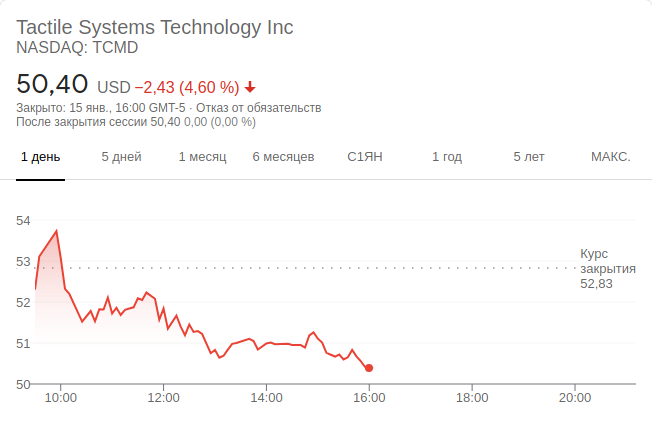 Tactile Systems Technology Inc
NASDAQ: TCMD
50,40 USD −2,43 (4,60 %)
Закрыто: 15 янв., 16:00 GMT-5 · Отказ от обязательств
После закрытия сессии 50,40 0,00 (0,00 %)
1 день 5 дней 1 месяц 6 месяцев С1ЯН 1 год 5 лет МАКС.
54
53
52
51
50
Курс
закрытия
52,83
10:00 12:00 14:00 16:00 18:00 20:00